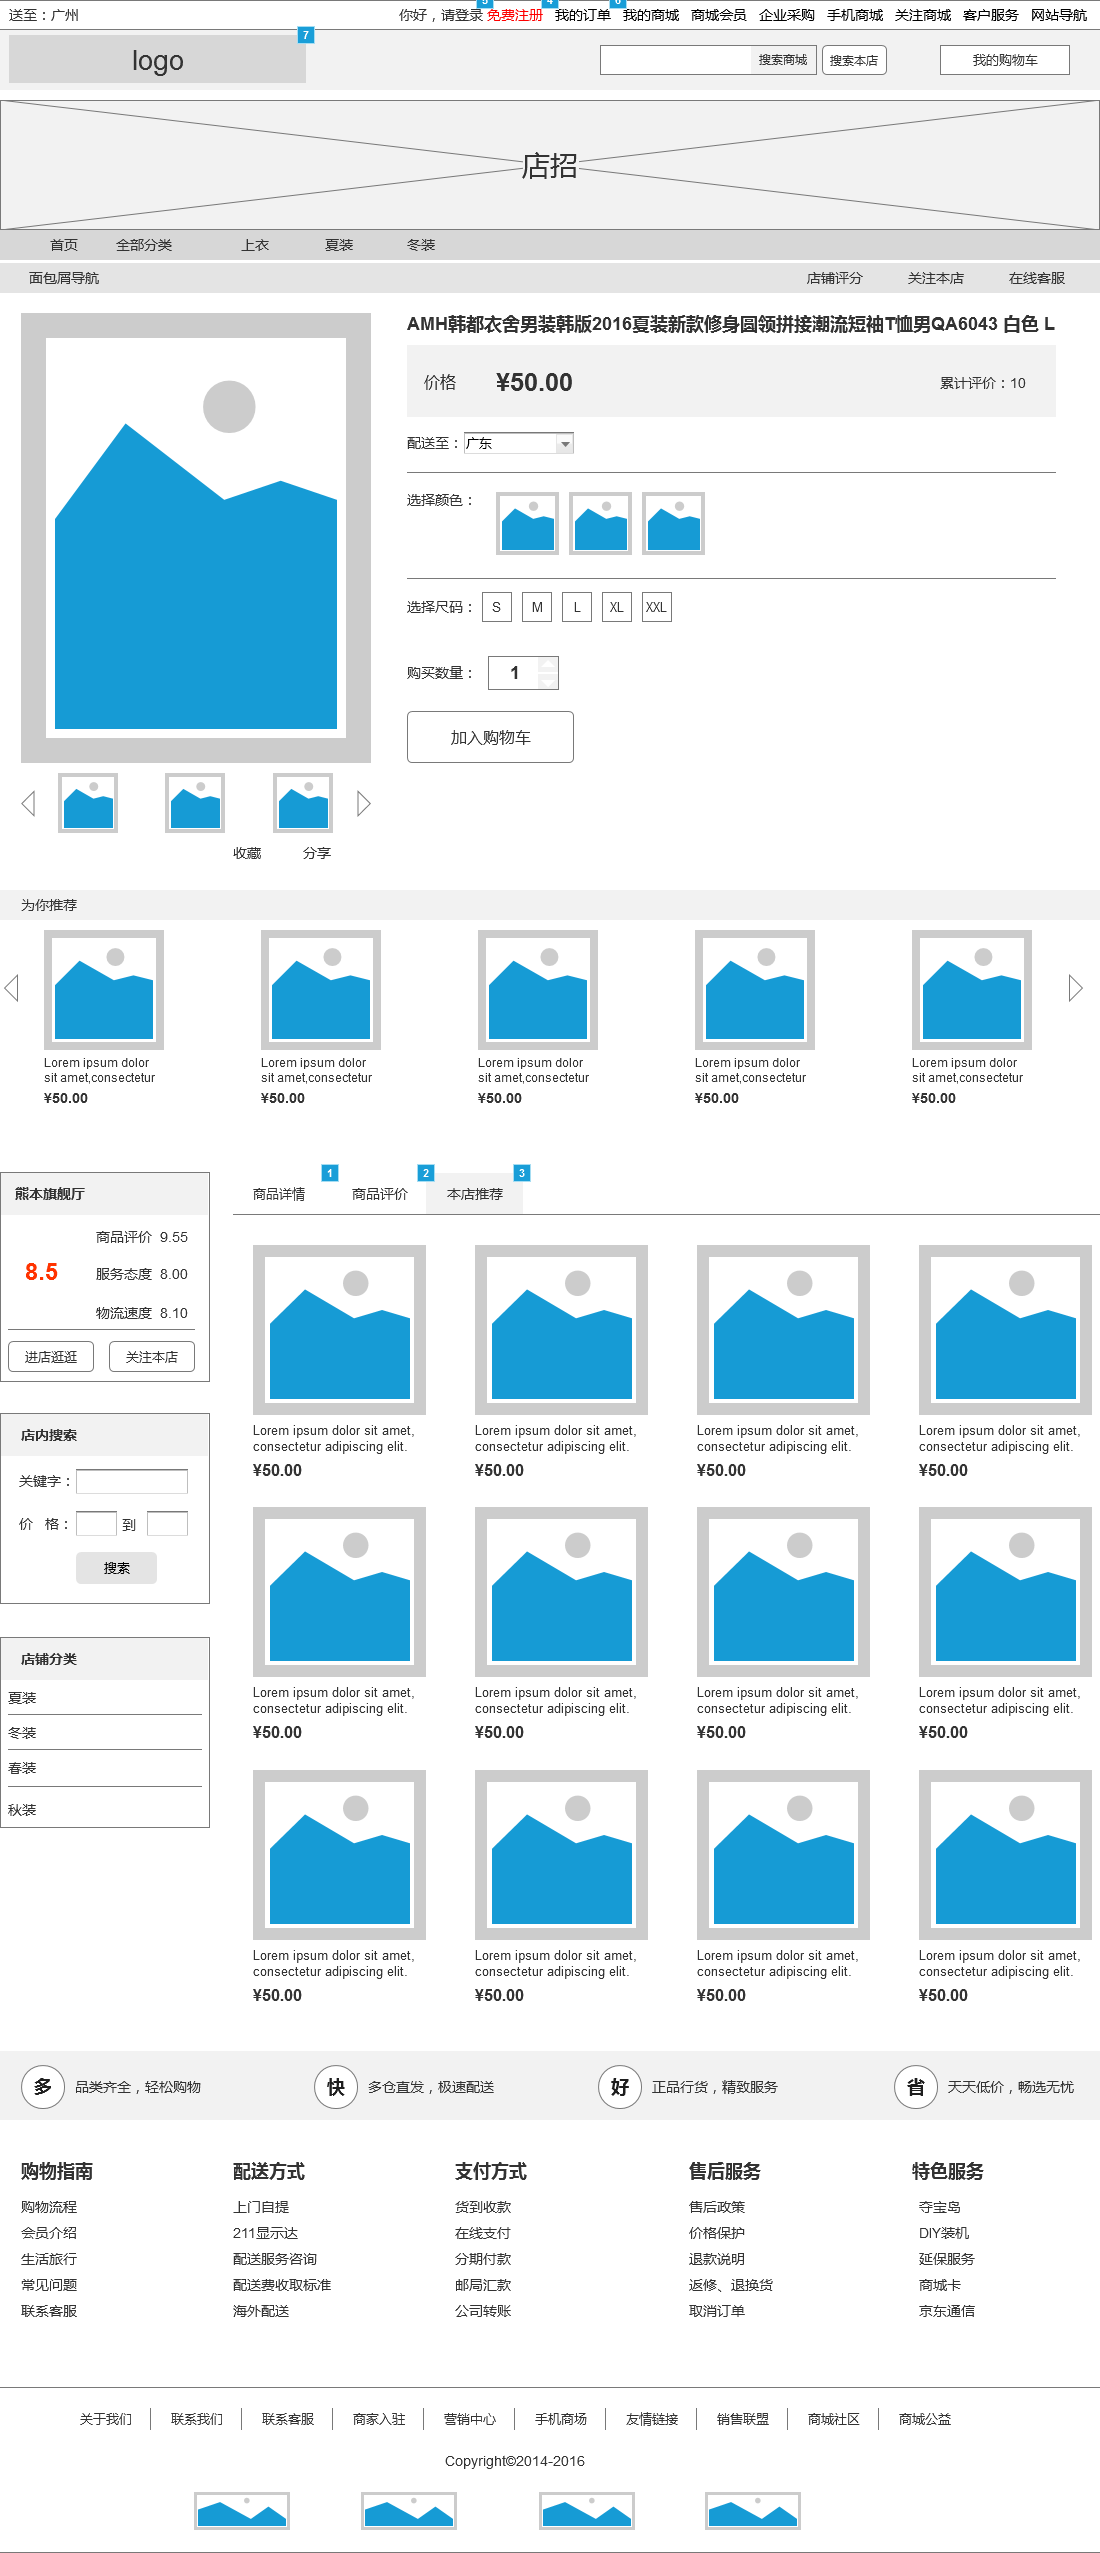 送至：广州 你好，请登录 免费注册 我的订单 我的商城 商城会员 企业采购 手机商城 关注商城 客户服务 网站导航
5 4 6
7
logo 搜索商城 搜索本店 我的购物车
店招
首页 全部分类 上衣 夏装 冬装
面包屑导航 店铺评分 关注本店 在线客服
AMH韩都衣舍男装韩版2016夏装新款修身圆领拼接潮流短袖T恤男QA6043 白色 L
价格 ¥50.00 累计评价：10
配送至：广东
选择颜色：
选择尺码： S M L XL XXL
购买数量： 1
加入购物车
收藏 分享
为你推荐
Lorem ipsum dolor
sit amet,consectetur
¥50.00
Lorem ipsum dolor
sit amet,consectetur
¥50.00
Lorem ipsum dolor
sit amet,consectetur
¥50.00
Lorem ipsum dolor
sit amet,consectetur
¥50.00
Lorem ipsum dolor
sit amet,consectetur
¥50.00
熊本旗舰厅
8.5
商品评价 9.55
服务态度 8.00
物流速度 8.10
进店逛逛 关注本店
店内搜索
关键字：
价 格： 到
搜索
店铺分类
夏装
冬装
春装
秋装
1 2 3
商品详情 商品评价 本店推荐
Lorem ipsum dolor sit amet,
consectetur adipiscing elit.
¥50.00
Lorem ipsum dolor sit amet,
consectetur adipiscing elit.
¥50.00
Lorem ipsum dolor sit amet,
consectetur adipiscing elit.
¥50.00
Lorem ipsum dolor sit amet,
consectetur adipiscing elit.
¥50.00
Lorem ipsum dolor sit amet,
consectetur adipiscing elit.
¥50.00
Lorem ipsum dolor sit amet,
consectetur adipiscing elit.
¥50.00
Lorem ipsum dolor sit amet,
consectetur adipiscing elit.
¥50.00
Lorem ipsum dolor sit amet,
consectetur adipiscing elit.
¥50.00
Lorem ipsum dolor sit amet,
consectetur adipiscing elit.
¥50.00
Lorem ipsum dolor sit amet,
consectetur adipiscing elit.
¥50.00
Lorem ipsum dolor sit amet,
consectetur adipiscing elit.
¥50.00
Lorem ipsum dolor sit amet,
consectetur adipiscing elit.
¥50.00
多 品类齐全，轻松购物 快 多仓直发，极速配送 好 正品行货，精致服务 省 天天低价，畅选无忧
购物指南
购物流程
会员介绍
生活旅行
常见问题
联系客服
配送方式
上门自提
211显示达
配送服务咨询
配送费收取标准
海外配送
支付方式
货到收款
在线支付
分期付款
邮局汇款
公司转账
售后服务
售后政策
价格保护
退款说明
返修、退换货
取消订单
特色服务
夺宝岛
DIY装机
延保服务
商城卡
京东通信
关于我们 联系我们 联系客服 商家入驻 营销中心 手机商场 友情链接 销售联盟 商城社区 商城公益
Copyright©2014-2016